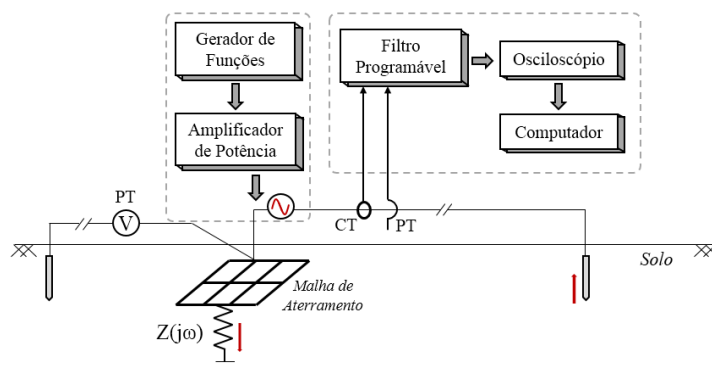 Gerador de
Funções
Amplificador
de Potência
Filtro
Programável
Osciloscópio
Computador
PT
V
CT
PT
Solo
Malha de
Aterramento
Z(jω)